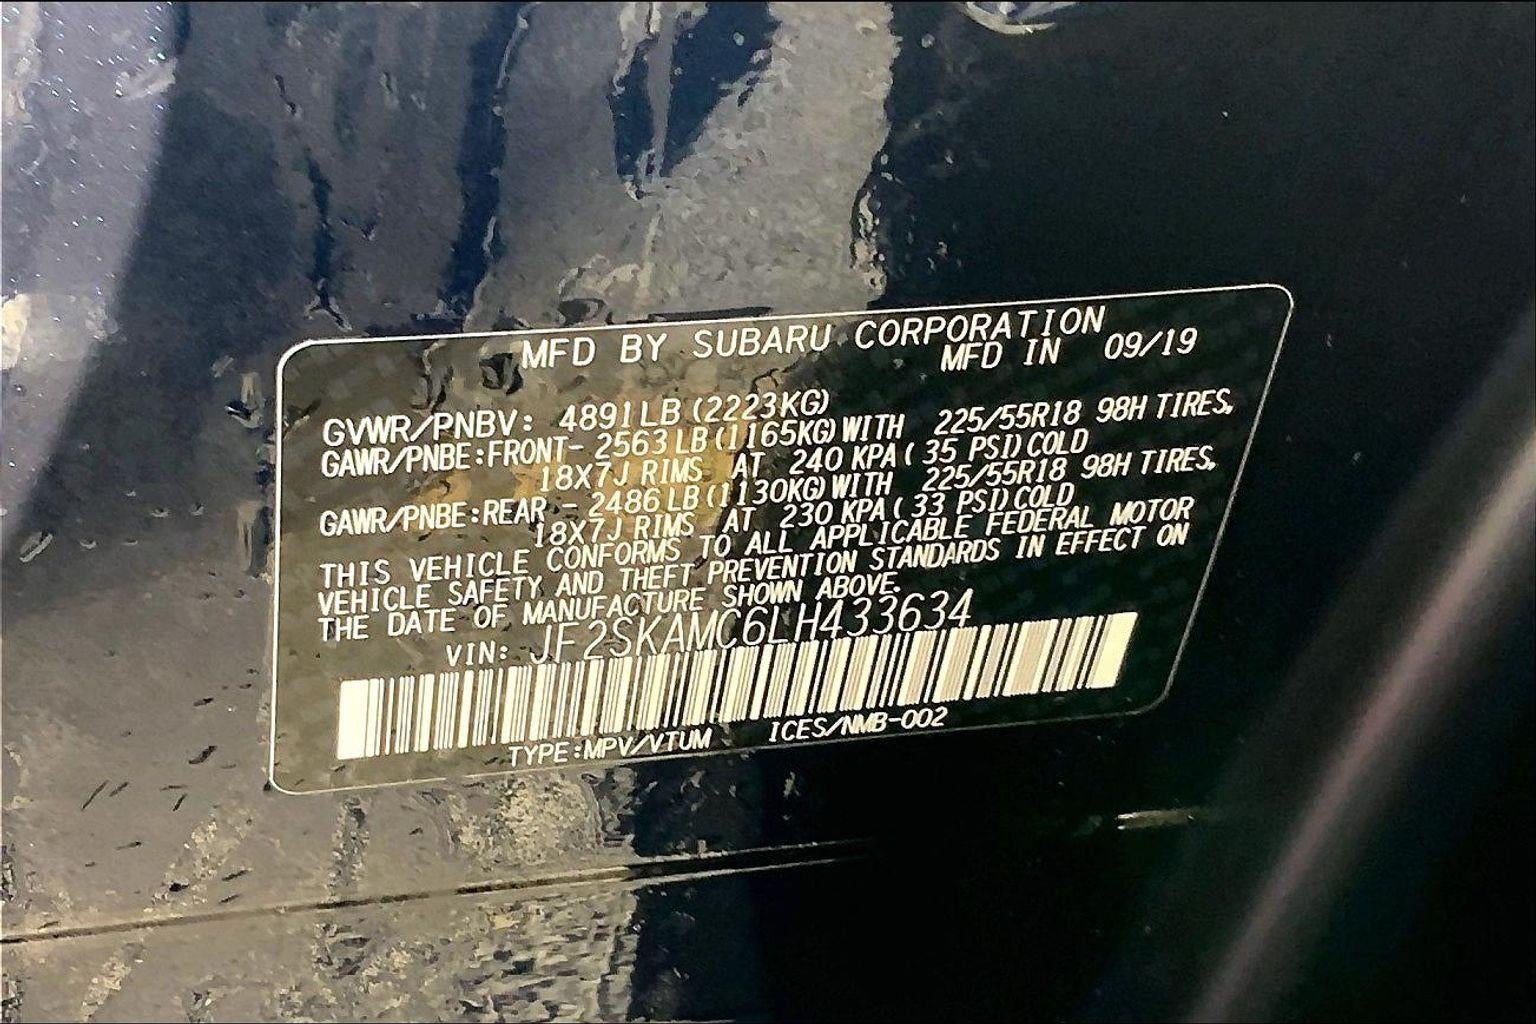 MFD BY SUBARU CORPORATION
MFD IN 09/19
GVWR/PNBV: 4891LB (2223KG)
GAWR/PNBE:FRONT- 2563LB(1165KG)WITH 225/55R18 98H TIRES,
18X7J RIMS AT 240 KPA( 35 PSI)COLD
GAWR/PNBE:REAR - 2486LB(1130KG)WITH 225/55R18 98H TIRES,
18X7J RIMS AT 230 KPA( 33 PSI)COLD
THIS VEHICLE CONFORMS TO ALL APPLICABLE FEDERAL MOTOR
VEHICLE SAFETY AND THEFT PREVENTION STANDARDS IN EFFECT ON
THE DATE OF MANUFACTURE SHOWN ABOVE.
VIN: JF2SKAMC6LH433634
TYPE:MPV/VTUM ICES/NMB-002